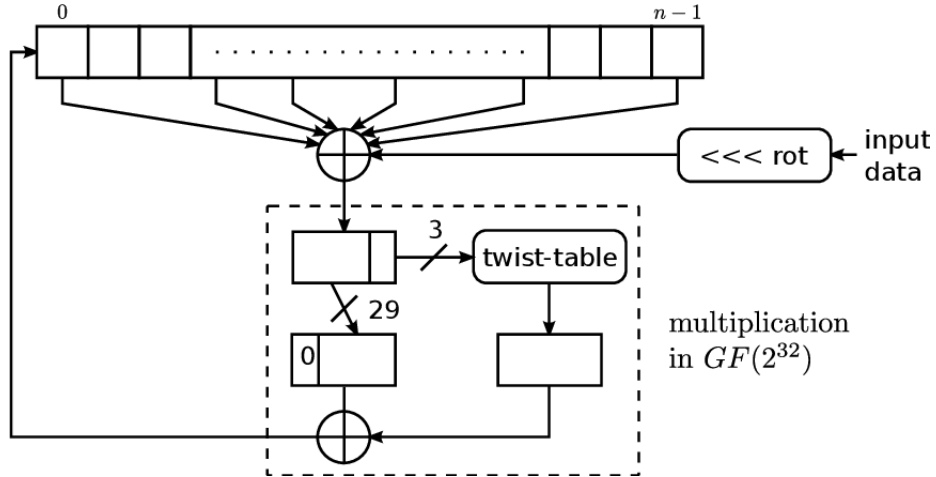 0
n − 1
. . . . . . . . . . . . . . . . . .
<<< rot
input
data
3
twist-table
29
0
multiplication
in GF(2³²)